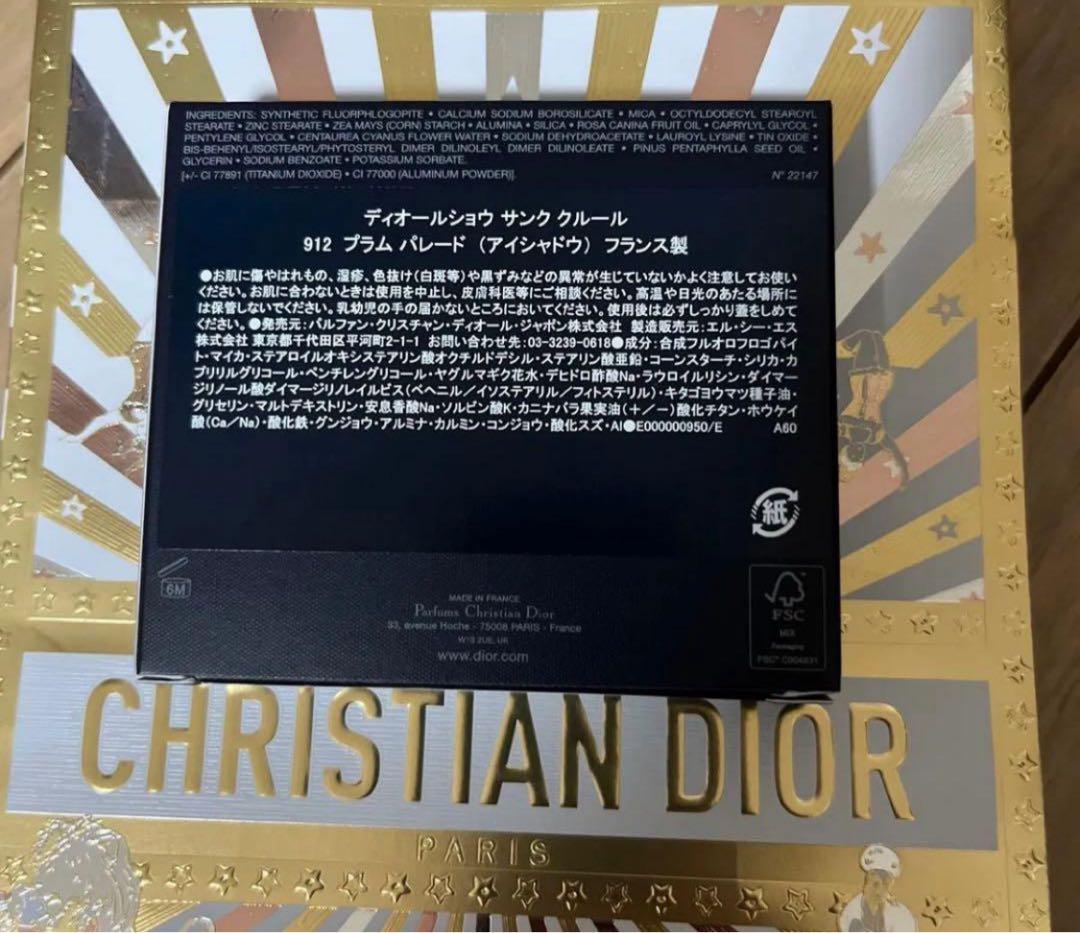 INGREDIENTS: SYNTHETIC FLUORPHLOGOPITE • CALCIUM SODIUM BOROSILICATE • MICA • OCTYLDODECYL STEAROYL
STEARATE • ZINC STEARATE • ZEA MAYS (CORN) STARCH • ALUMINA • SILICA • ROSA CANINA FRUIT OIL • CAPRYLYL GLYCOL •
PENTYLENE GLYCOL • CENTAUREA CYANUS FLOWER WATER • SODIUM DEHYDROACETATE • LAUROYL LYSINE • TIN OXIDE
BIS-BEHENYL/ISOSTEARYL/PHYTOSTERYL DIMER DILINOLEYL DIMER DILINOLEATE • PINUS PENTAPHYLLA SEED OIL •
GLYCERIN • SODIUM BENZOATE • POTASSIUM SORBATE.
[+/- CI 77891 (TITANIUM DIOXIDE) • CI 77000 (ALUMINUM POWDER)]. N° 22147
ディオールショウ サンク クルール
912 プラム パレード (アイシャドウ) フランス製
●お肌に傷やはれもの、湿疹、色抜け(白斑等)や黒ずみなどの異常が生じていないかよく注意してお使い
ください。お肌に合わないときは使用を中止し、皮膚科医等にご相談ください。高温や日光のあたる場所に
は保管しないでください。乳幼児の手の届かないところにおいてください。使用後は必ずしっかり蓋をしめて
ください。●発売元:パルファン・クリスチャン・ディオール・ジャポン株式会社 製造販売元:エル・シー・エス
株式会社 東京都千代田区平河町2-1-1 お問い合わせ先:03-3239-0618●成分:合成フルオロフロゴパイ
ト・マイカ・ステアロイルオキシステアリン酸オクチルドデシル・ステアリン酸亜鉛・コーンスターチ・シリカ・カ
プリリルグリコール・ペンチレングリコール・ヤグルマギク花水・デヒドロ酢酸Na・ラウロイルリシン・ダイマー
ジリノール酸ダイマージリノレイルビス(ベヘニル/イソステアリル/フィトステリル)・キタゴヨウマツ種子油・
グリセリン・マルトデキストリン・安息香酸Na・ソルビン酸K・カニナバラ果実油(+/-)酸化チタン・ホウケイ
酸(Ca/Na)・酸化鉄・グンジョウ・アルミナ・カルミン・コンジョウ・酸化スズ・Al●E000000950/E A60
紙
6M
MADE IN FRANCE
Parfums Christian Dior
33, avenue Hoche - 75008 PARIS - France
W1S 2UE, UK
www.dior.com
FSC
MIX
Packaging
FSC® C004831
CHRISTIAN DIOR
PARIS